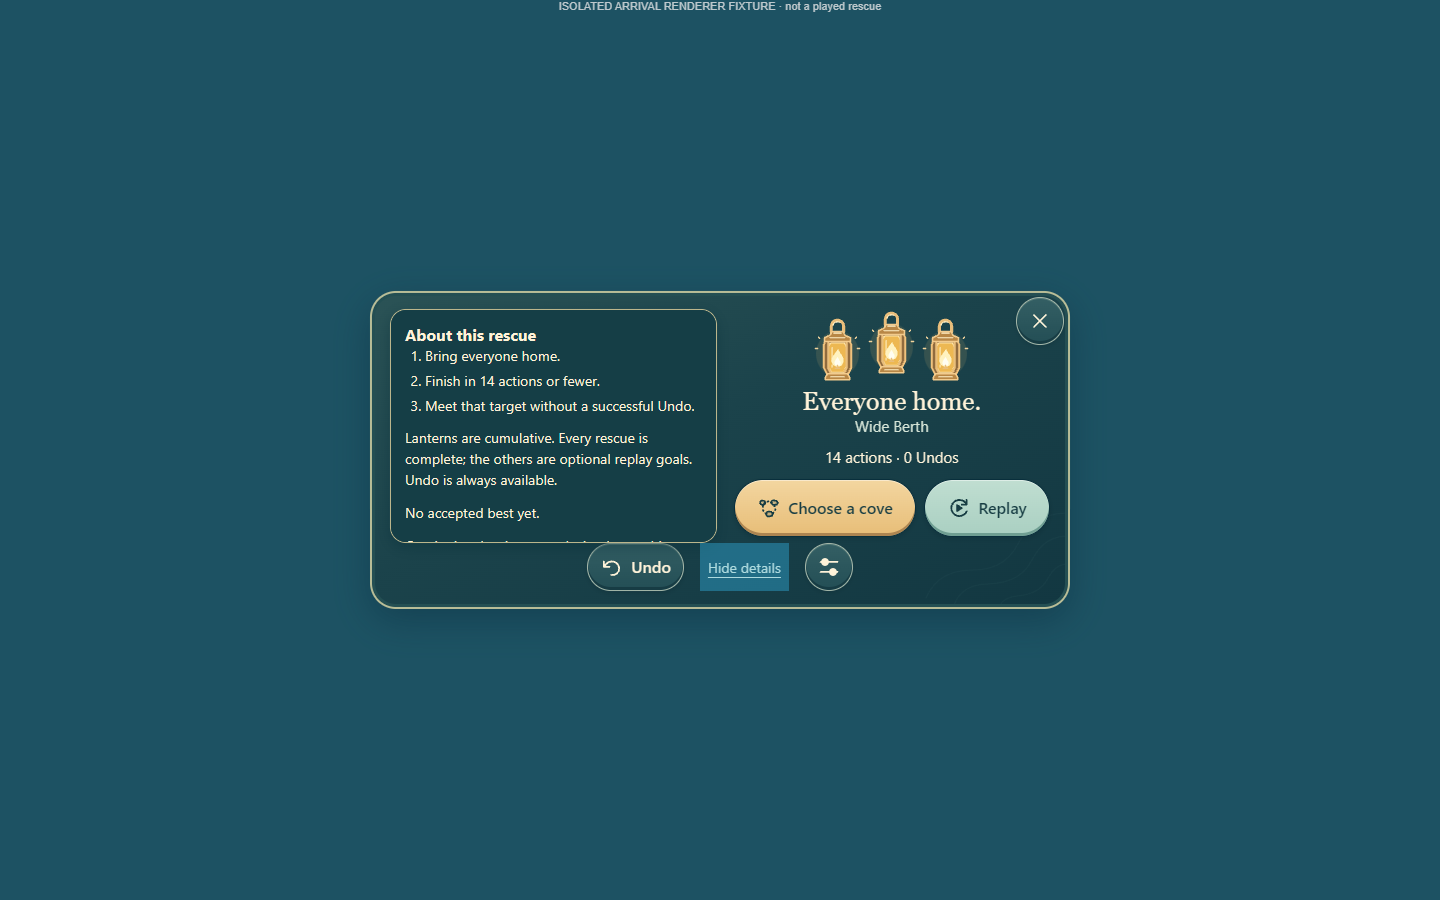 ISOLATED ARRIVAL RENDERER FIXTURE · not a played rescue
About this rescue
1. Bring everyone home.
2. Finish in 14 actions or fewer.
3. Meet that target without a successful Undo.
Lanterns are cumulative. Every rescue is
complete; the others are optional replay goals.
Undo is always available.
No accepted best yet.
Everyone home.
Wide Berth
14 actions · 0 Undos
Choose a cove
Replay
Undo
Hide details